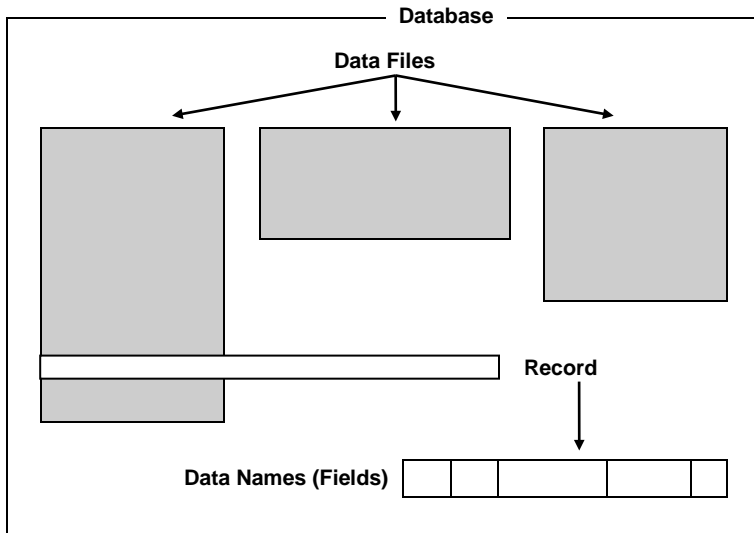 Database
Data Files
Record
Data Names (Fields)